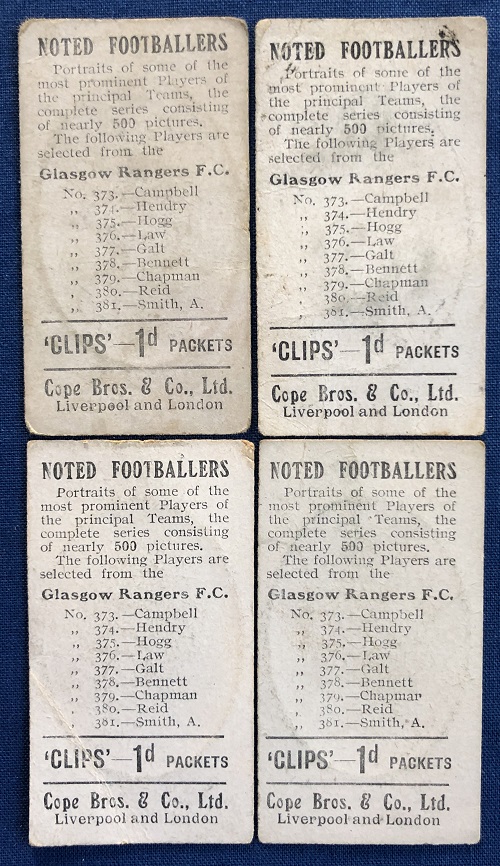 NOTED FOOTBALLERS
Portraits of some of the
most prominent Players of
the principal Teams, the
complete series consisting
of nearly 500 pictures.
The following Players are
selected from the
Glasgow Rangers F.C.
No. 373.—Campbell
„ 374.—Hendry
„ 375.—Hogg
„ 376.—Law
„ 377.—Galt
„ 378.—Bennett
„ 379.—Chapman
„ 380.—Reid
„ 381.—Smith, A.
'CLIPS'—1d PACKETS
Cope Bros. & Co., Ltd.
Liverpool and London
NOTED FOOTBALLERS
Portraits of some of the
most prominent Players of
the principal Teams, the
complete series consisting
of nearly 500 pictures.
The following Players are
selected from the
Glasgow Rangers F.C.
No. 373.—Campbell
„ 374.—Hendry
„ 375.—Hogg
„ 376.—Law
„ 377.—Galt
„ 378.—Bennett
„ 379.—Chapman
„ 380.—Reid
„ 381.—Smith, A.
'CLIPS'—1d PACKETS
Cope Bros. & Co., Ltd.
Liverpool and London
NOTED FOOTBALLERS
Portraits of some of the
most prominent Players of
the principal Teams, the
complete series consisting
of nearly 500 pictures.
The following Players are
selected from the
Glasgow Rangers F.C.
No. 373.—Campbell
„ 374.—Hendry
„ 375.—Hogg
„ 376.—Law
„ 377.—Galt
„ 378.—Bennett
„ 379.—Chapman
„ 380.—Reid
„ 381.—Smith, A.
'CLIPS'—1d PACKETS
Cope Bros. & Co., Ltd.
Liverpool and London
NOTED FOOTBALLERS
Portraits of some of the
most prominent Players of
the principal Teams, the
complete series consisting
of nearly 500 pictures.
The following Players are
selected from the
Glasgow Rangers F.C.
No. 373.—Campbell
„ 374.—Hendry
„ 375.—Hogg
„ 376.—Law
„ 377.—Galt
„ 378.—Bennett
„ 379.—Chapman
„ 380.—Reid
„ 381.—Smith, A.
'CLIPS'—1d PACKETS
Cope Bros. & Co., Ltd.
Liverpool and London